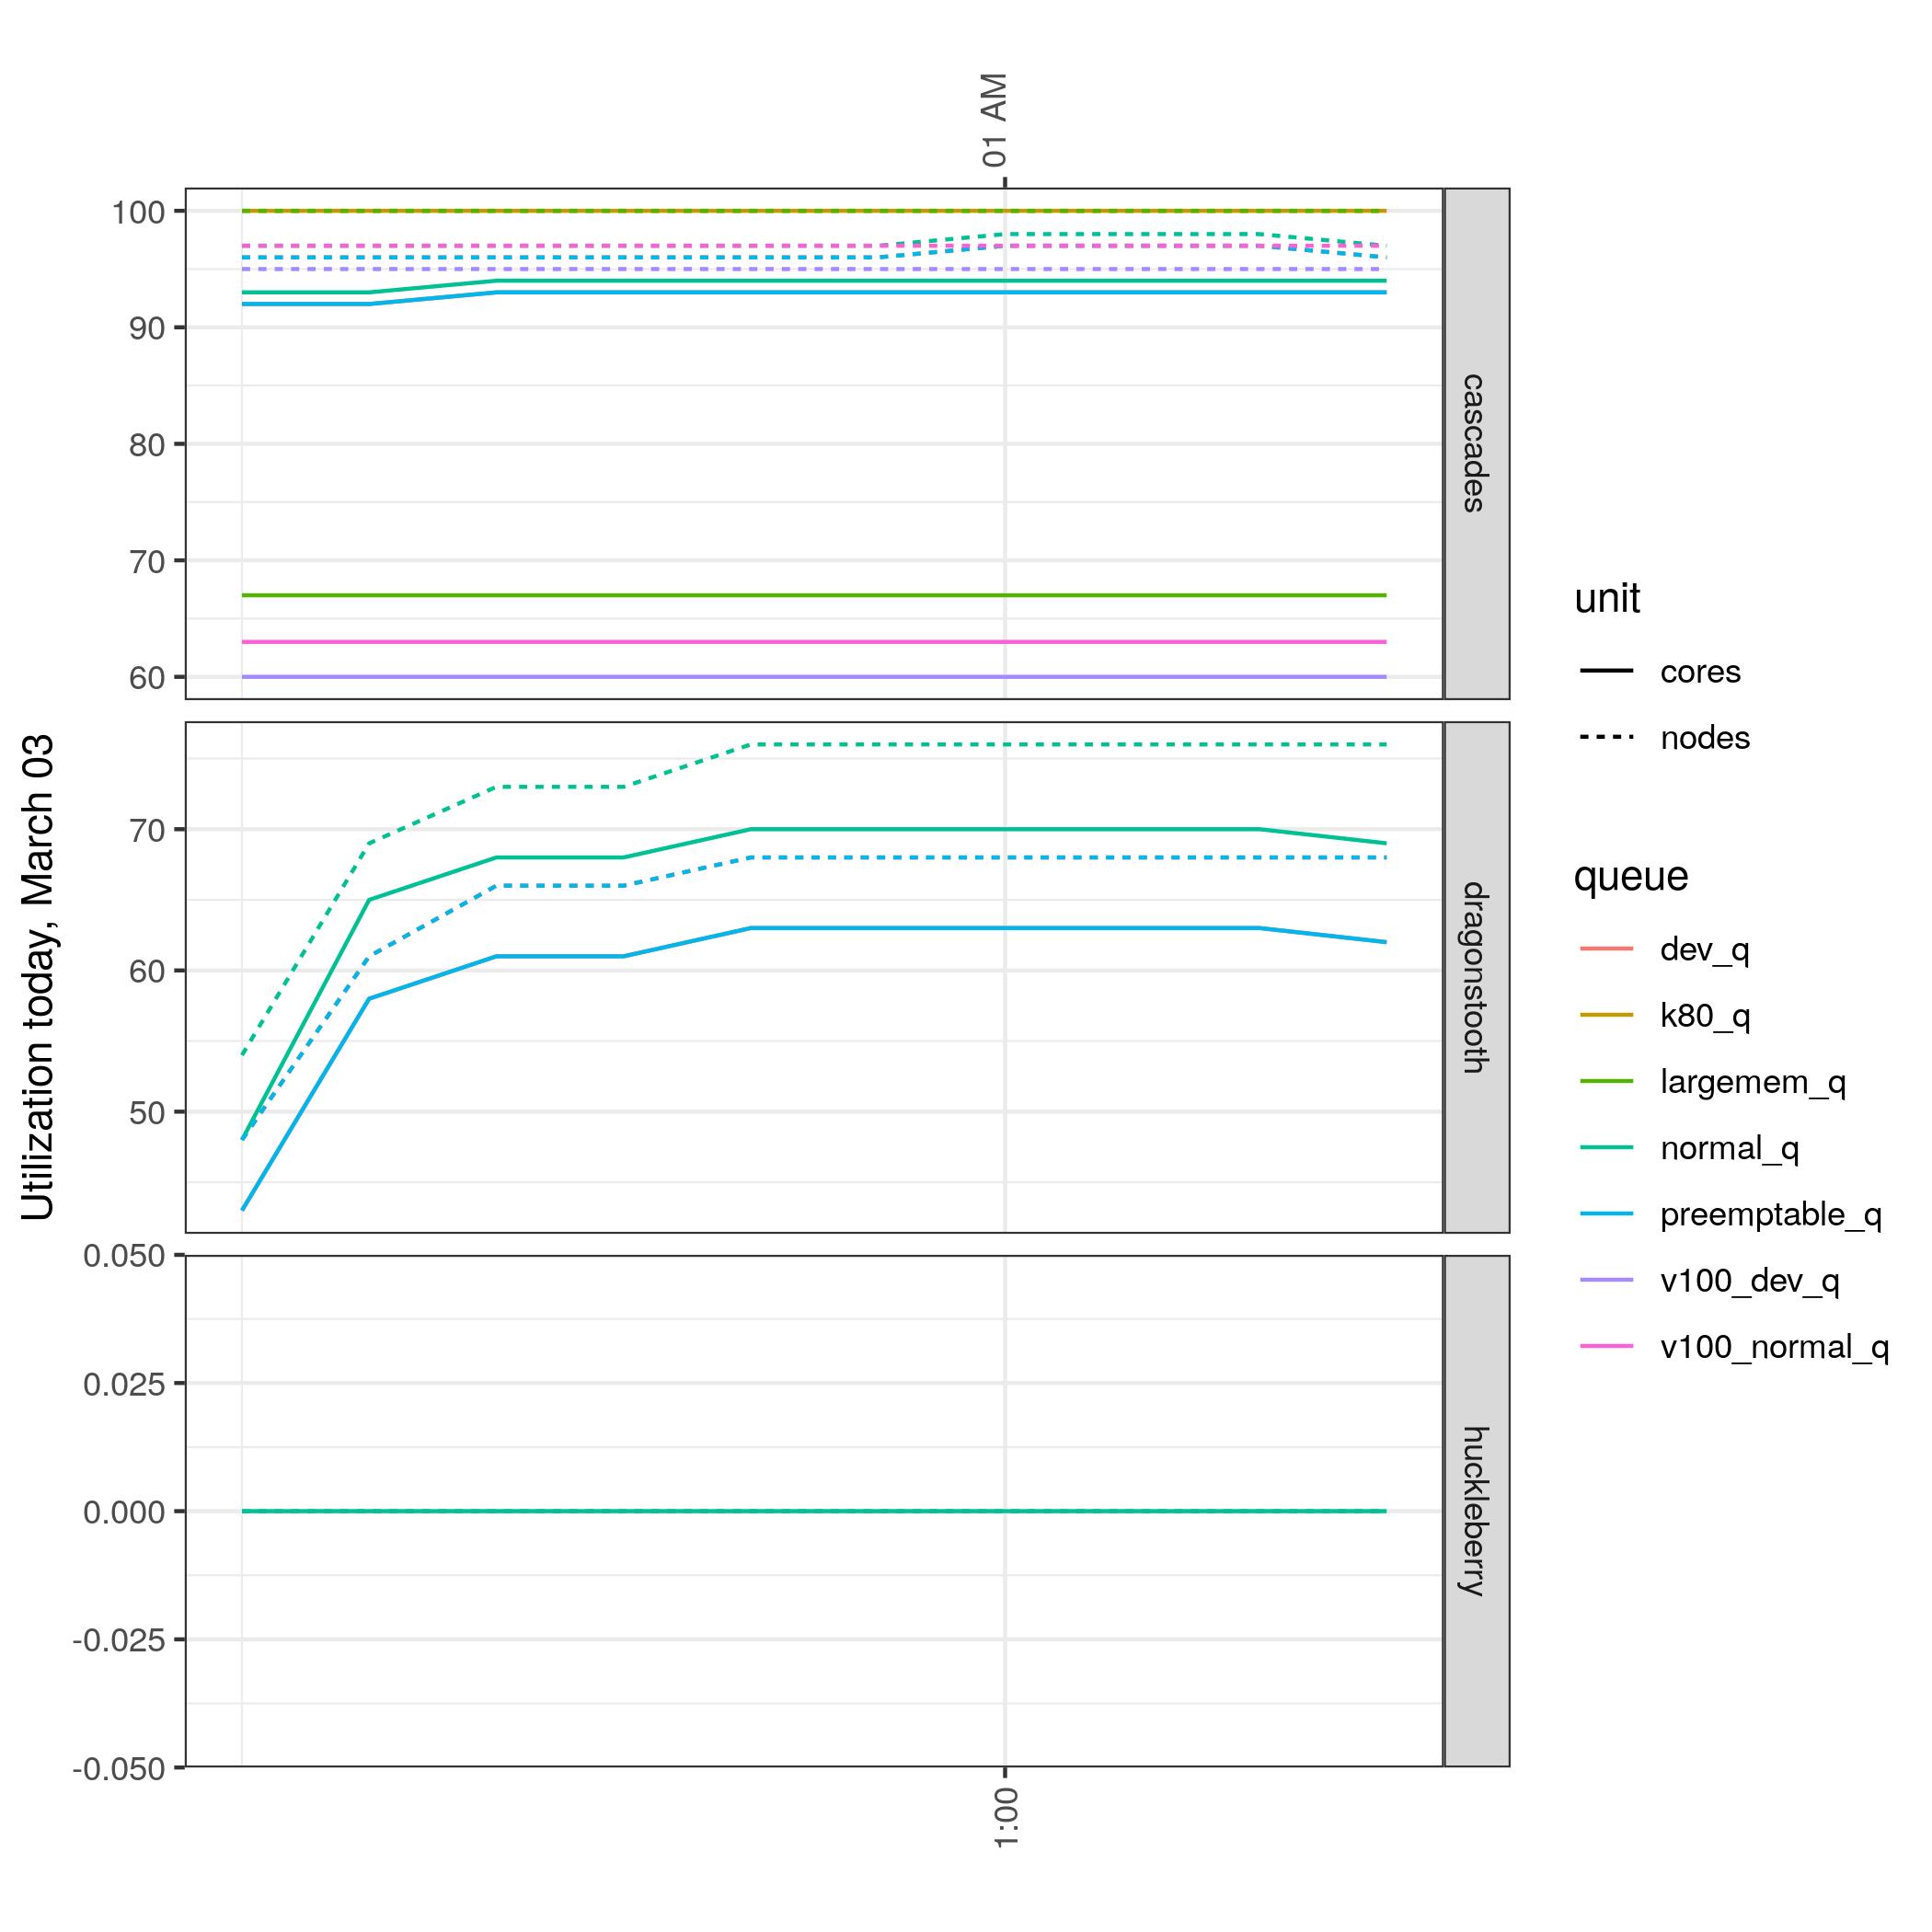 01 AM
Utilization today, March 03
100
90
80
70
60
cascades
70
60
50
dragonstooth
0.050
0.025
0.000
-0.025
-0.050
huckleberry
1:00
unit
cores
nodes
queue
dev_q
k80_q
largemem_q
normal_q
preemptable_q
v100_dev_q
v100_normal_q